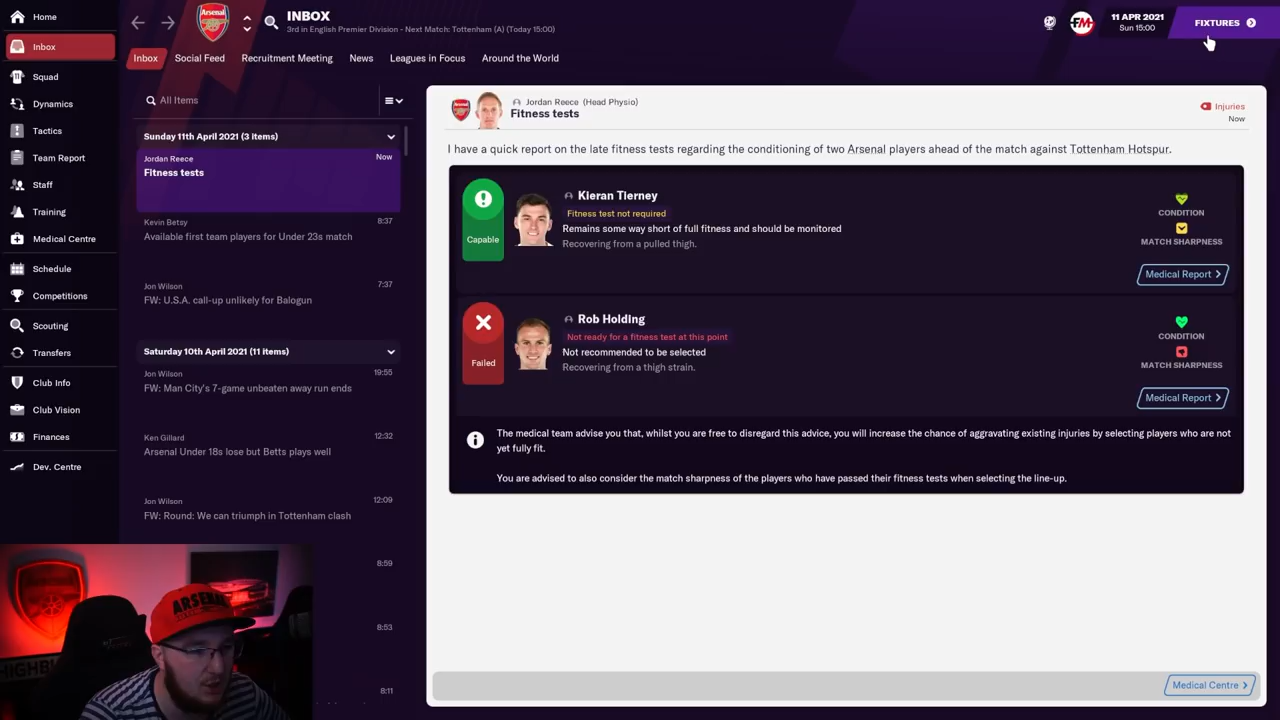 Home
Inbox
Squad
Dynamics
Tactics
Team Report
Staff
Training
Medical Centre
Schedule
Competitions
Scouting
Transfers
Club Info
Club Vision
Finances
Dev. Centre
Arsenal
INBOX
3rd in English Premier Division - Next Match: Tottenham (A) (Today 15:00)
FM
11 APR 2021
Sun 15:00
FIXTURES
Inbox
Social Feed
Recruitment Meeting
News
Leagues in Focus
Around the World
All Items
Sunday 11th April 2021 (3 items)
Jordan Reece
Now
Fitness tests
Kevin Betsy
8:37
Available first team players for Under 23s match
Jon Wilson
7:37
FW: U.S.A. call-up unlikely for Balogun
Saturday 10th April 2021 (11 items)
Jon Wilson
19:55
FW: Man City's 7-game unbeaten away run ends
Ken Gillard
12:32
Arsenal Under 18s lose but Betts plays well
Jon Wilson
12:09
FW: Round: We can triumph in Tottenham clash
8:59
8:53
8:11
Jordan Reece (Head Physio)
Fitness tests
Injuries
Now
I have a quick report on the late fitness tests regarding the conditioning of two Arsenal players ahead of the match against Tottenham Hotspur.
Capable
Kieran Tierney
Fitness test not required
Remains some way short of full fitness and should be monitored
Recovering from a pulled thigh.
CONDITION
MATCH SHARPNESS
Medical Report
Failed
Rob Holding
Not ready for a fitness test at this point
Not recommended to be selected
Recovering from a thigh strain.
CONDITION
MATCH SHARPNESS
Medical Report
The medical team advise you that, whilst you are free to disregard this advice, you will increase the chance of aggravating existing injuries by selecting players who are not
yet fully fit.
You are advised to also consider the match sharpness of the players who have passed their fitness tests when selecting the line-up.
Medical Centre
ARSENAL
HIGHBU